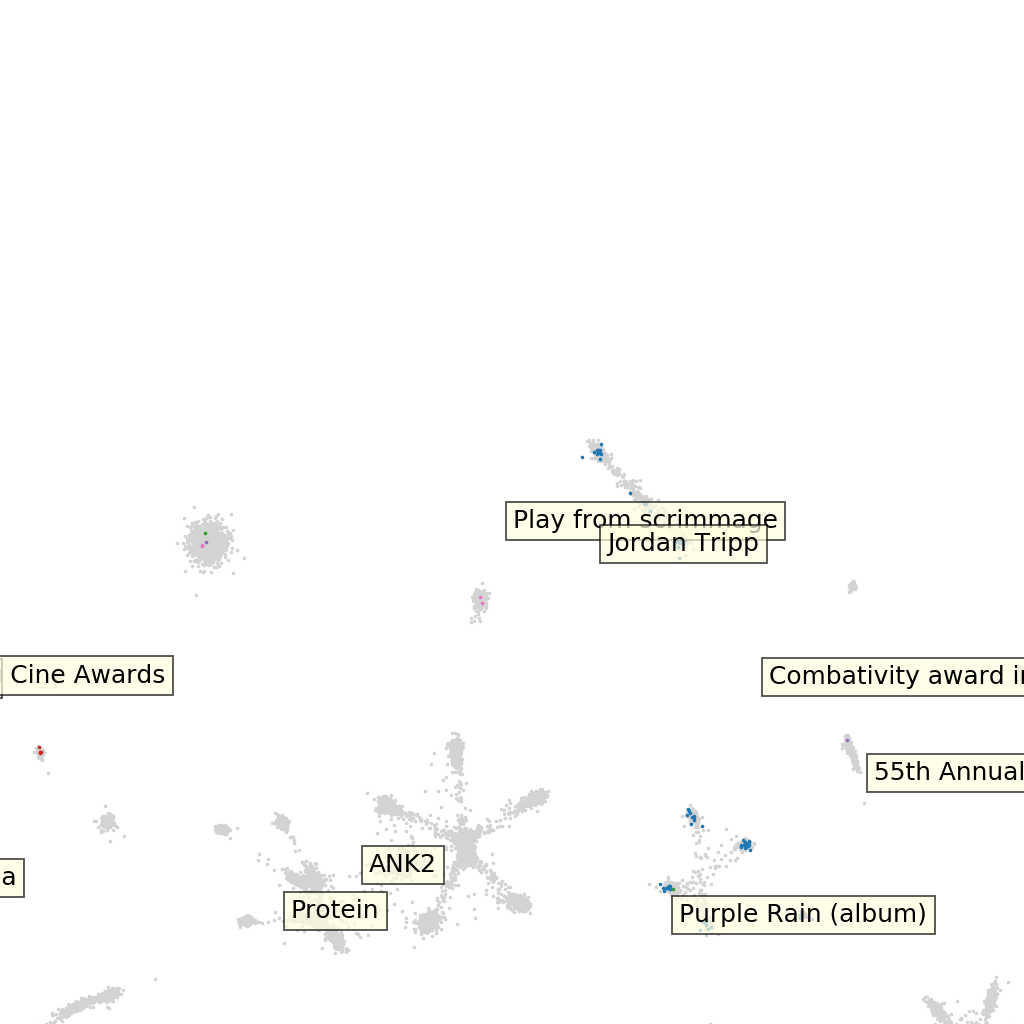 Play from scrimmage
Jordan Tripp
Cine Awards
Combativity award in
55th Annual
ANK2
a
Protein
Purple Rain (album)